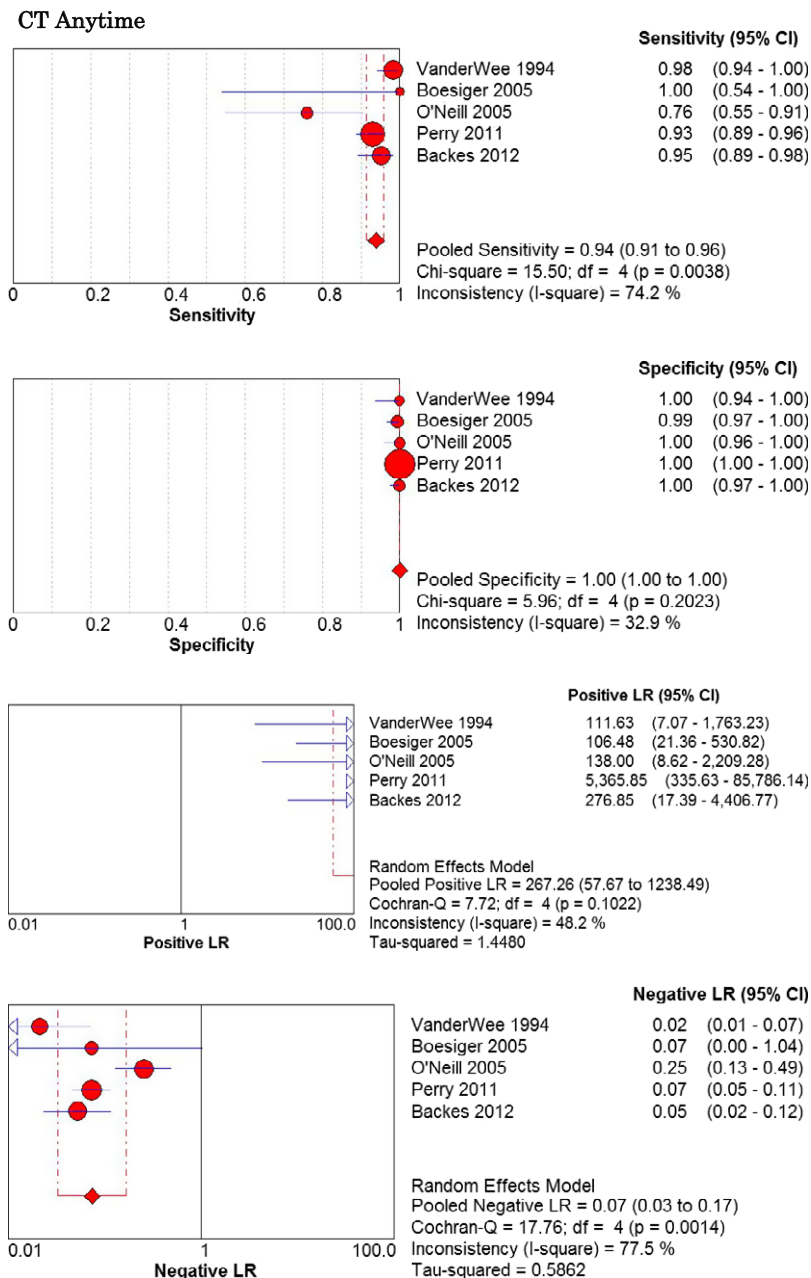 CT Anytime
Sensitivity (95% CI)
VanderWee 1994 0.98 (0.94 - 1.00)
Boesiger 2005 1.00 (0.54 - 1.00)
O'Neill 2005 0.76 (0.55 - 0.91)
Perry 2011 0.93 (0.89 - 0.96)
Backes 2012 0.95 (0.89 - 0.98)
Pooled Sensitivity = 0.94 (0.91 to 0.96)
Chi-square = 15.50; df = 4 (p = 0.0038)
Inconsistency (I-square) = 74.2 %
0 0.2 0.4 0.6 0.8 1
Sensitivity
Specificity (95% CI)
VanderWee 1994 1.00 (0.94 - 1.00)
Boesiger 2005 0.99 (0.97 - 1.00)
O'Neill 2005 1.00 (0.96 - 1.00)
Perry 2011 1.00 (1.00 - 1.00)
Backes 2012 1.00 (0.97 - 1.00)
Pooled Specificity = 1.00 (1.00 to 1.00)
Chi-square = 5.96; df = 4 (p = 0.2023)
Inconsistency (I-square) = 32.9 %
0 0.2 0.4 0.6 0.8 1
Specificity
Positive LR (95% CI)
VanderWee 1994 111.63 (7.07 - 1,763.23)
Boesiger 2005 106.48 (21.36 - 530.82)
O'Neill 2005 138.00 (8.62 - 2,209.28)
Perry 2011 5,365.85 (335.63 - 85,786.14)
Backes 2012 276.85 (17.39 - 4,406.77)
Random Effects Model
Pooled Positive LR = 267.26 (57.67 to 1238.49)
Cochran-Q = 7.72; df = 4 (p = 0.1022)
Inconsistency (I-square) = 48.2 %
Tau-squared = 1.4480
0.01 1 100.0
Positive LR
Negative LR (95% CI)
VanderWee 1994 0.02 (0.01 - 0.07)
Boesiger 2005 0.07 (0.00 - 1.04)
O'Neill 2005 0.25 (0.13 - 0.49)
Perry 2011 0.07 (0.05 - 0.11)
Backes 2012 0.05 (0.02 - 0.12)
Random Effects Model
Pooled Negative LR = 0.07 (0.03 to 0.17)
Cochran-Q = 17.76; df = 4 (p = 0.0014)
Inconsistency (I-square) = 77.5 %
Tau-squared = 0.5862
0.01 1 100.0
Negative LR